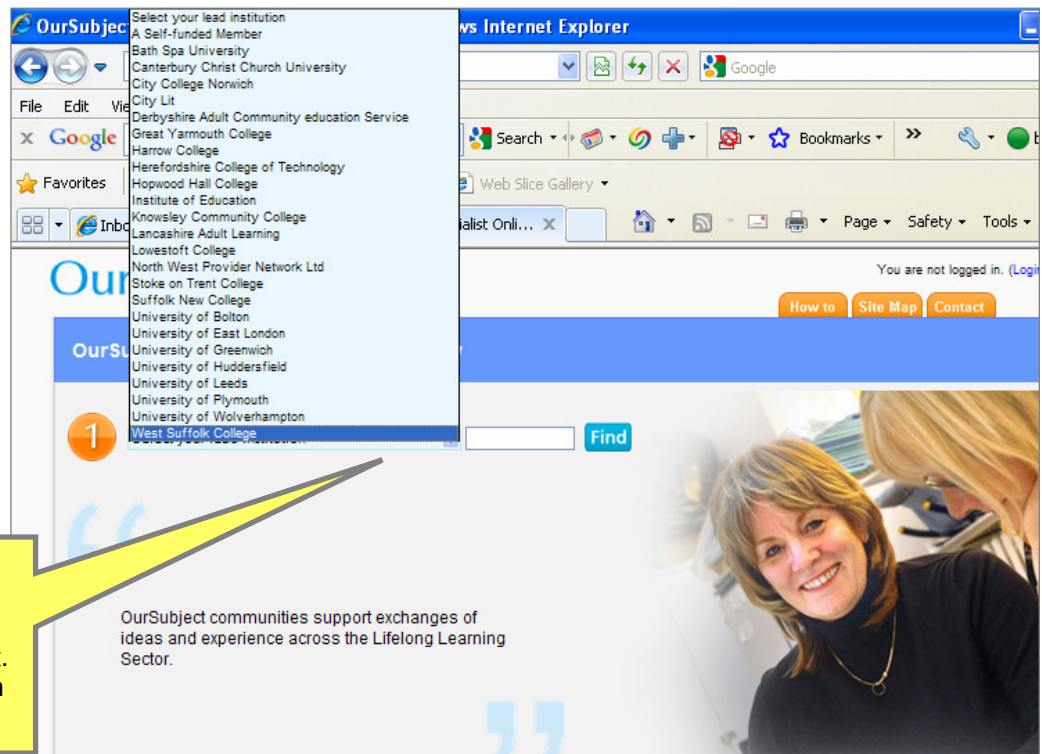 OurSubjec
ws Internet Explorer
Select your lead institution
A Self-funded Member
Bath Spa University
Canterbury Christ Church University
City College Norwich
City Lit
Derbyshire Adult Community education Service
Great Yarmouth College
Harrow College
Herefordshire College of Technology
Hopwood Hall College
Institute of Education
Knowsley Community College
Lancashire Adult Learning
Lowestoft College
North West Provider Network Ltd
Stoke on Trent College
Suffolk New College
University of Bolton
University of East London
University of Greenwich
University of Huddersfield
University of Leeds
University of Plymouth
University of Wolverhampton
West Suffolk College
Google
File Edit Vie
x Google Search Bookmarks »
Favorites Web Slice Gallery
Inbo ialist Onli... X Page Safety Tools
Our
You are not logged in. (Login
How to Site Map Contact
OurSu
1
Find
“
OurSubject communities support exchanges of
ideas and experience across the Lifelong Learning
Sector.
”